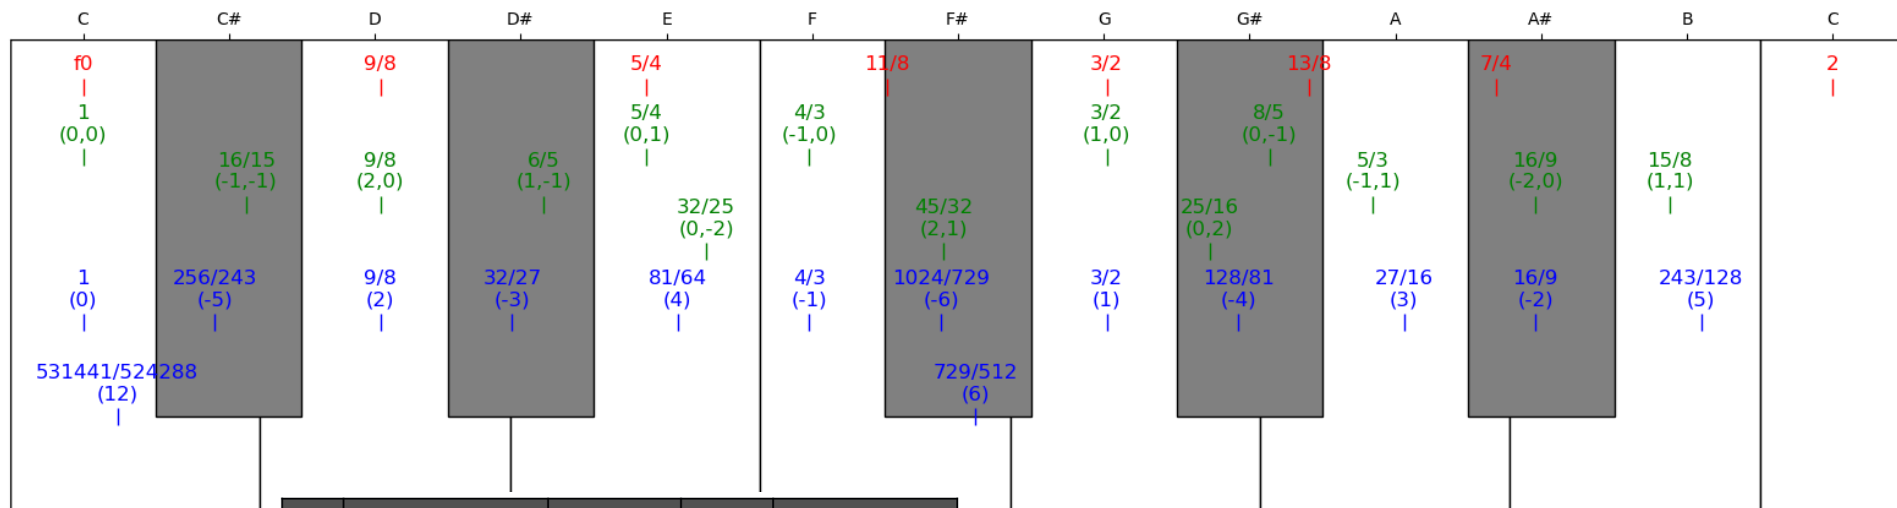 C C# D D# E F F# G G# A A# B C
f0 9/8 5/4 11/8 3/2 13/8 7/4 2
1 5/4 4/3 3/2 8/5
(0,0) (0,1) (-1,0) (1,0) (0,-1)
16/15 9/8 6/5 5/3 16/9 15/8
(-1,-1) (2,0) (1,-1) (-1,1) (-2,0) (1,1)
32/25 45/32 25/16
(0,-2) (2,1) (0,2)
1 256/243 9/8 32/27 81/64 4/3 1024/729 3/2 128/81 27/16 16/9 243/128
(0) (-5) (2) (-3) (4) (-1) (-6) (1) (-4) (3) (-2) (5)
531441/524288 729/512
(12) (6)